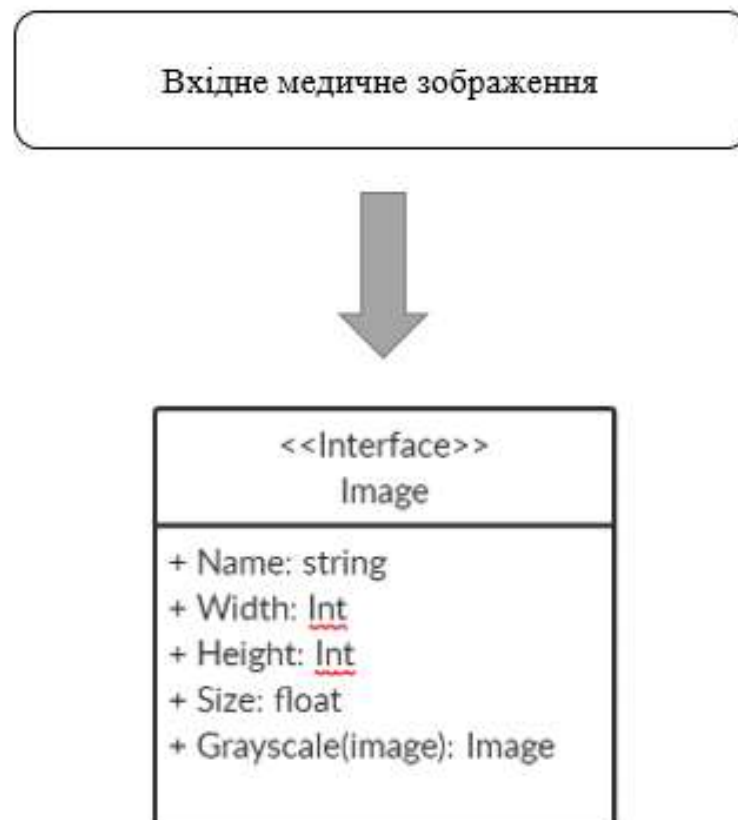 Вхідне медичне зображення
<<Interface>>
Image
+ Name: string
+ Width: Int
+ Height: Int
+ Size: float
+ Grayscale(image): Image